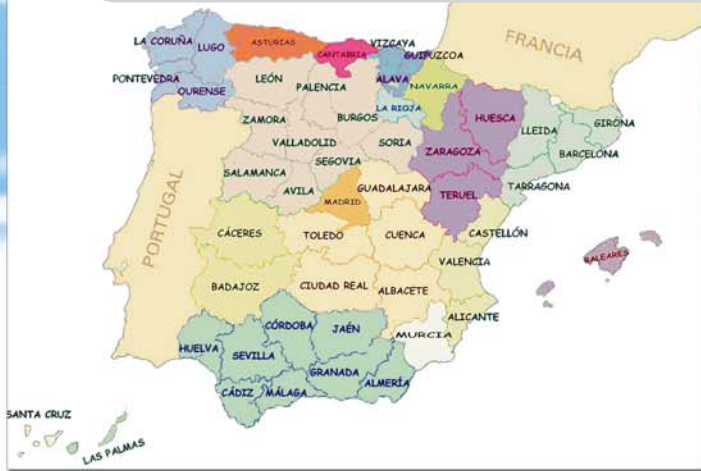 LA CORUÑA
LUGO
ASTURIAS
CANTABRIA
VIZCAYA
GUIPUZCOA
FRANCIA
PONTEVEDRA
OURENSE
LEÓN
PALENCIA
ALAVA
NAVARRA
LA RIOJA
BURGOS
HUESCA
ZAMORA
VALLADOLID
SORIA
ZARAGOZA
LLEIDA
GIRONA
BARCELONA
SALAMANCA
SEGOVIA
AVILA
MADRID
GUADALAJARA
TERUEL
TARRAGONA
PORTUGAL
CÁCERES
TOLEDO
CUENCA
CASTELLÓN
VALENCIA
BALEARES
BADAJOZ
CIUDAD REAL
ALBACETE
ALICANTE
MURCIA
HUELVA
SEVILLA
CÓRDOBA
JAÉN
GRANADA
ALMERÍA
CÁDIZ
MÁLAGA
SANTA CRUZ
LAS PALMAS